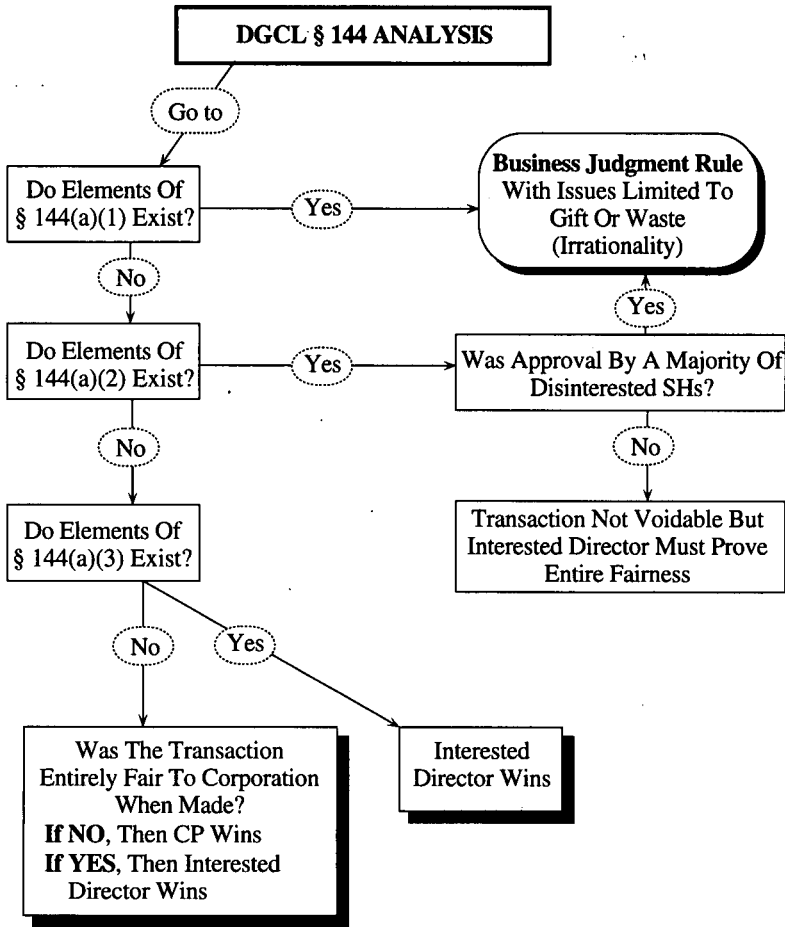 DGCL § 144 ANALYSIS
Go to
Do Elements Of
§ 144(a)(1) Exist?
Yes
Business Judgment Rule
With Issues Limited To
Gift Or Waste
(Irrationality)
No
Yes
Do Elements Of
§ 144(a)(2) Exist?
Yes
Was Approval By A Majority Of
Disinterested SHs?
No
No
Do Elements Of
§ 144(a)(3) Exist?
Transaction Not Voidable But
Interested Director Must Prove
Entire Fairness
No
Yes
Was The Transaction
Entirely Fair To Corporation
When Made?
If NO, Then CP Wins
If YES, Then Interested
Director Wins
Interested
Director Wins